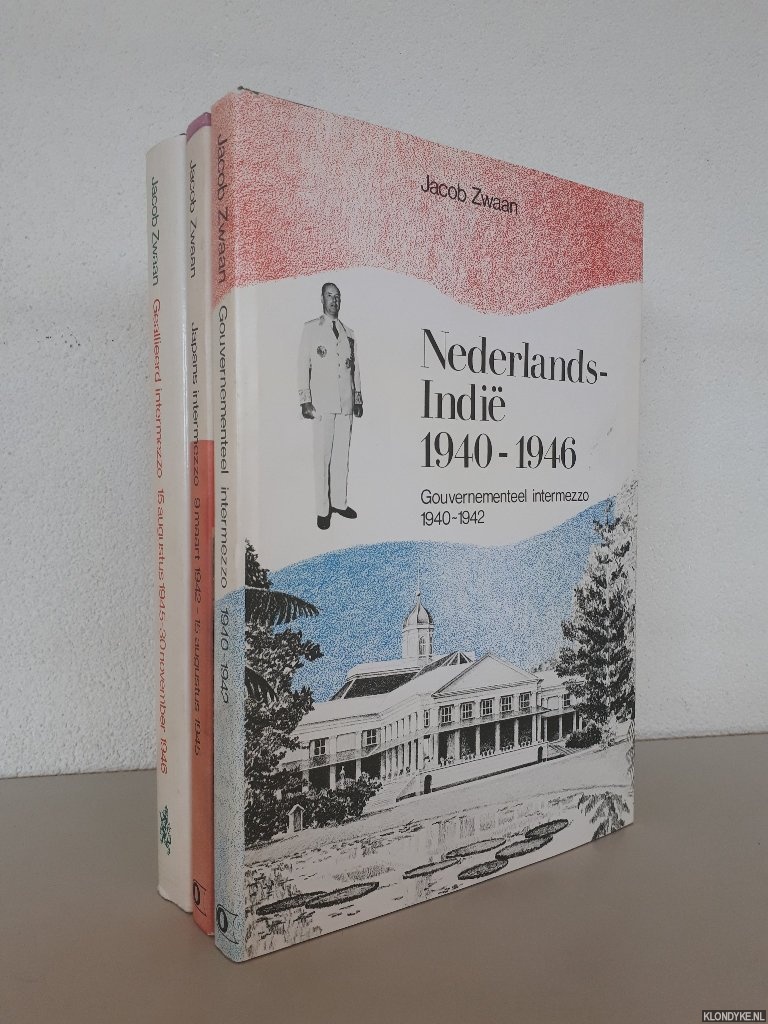 Jacob Zwaan Geallieerd intermezzo 15 augustus 1945-30 november 1946
Jacob Zwaan Japans intermezzo 9 maart 1942 - 15 augustus 1945
Jacob Zwaan Gouvernementeel intermezzo 1940-1942
Jacob Zwaan
Nederlands-
Indië
1940-1946
Gouvernementeel intermezzo
1940~1942
KLONDYKE.NL